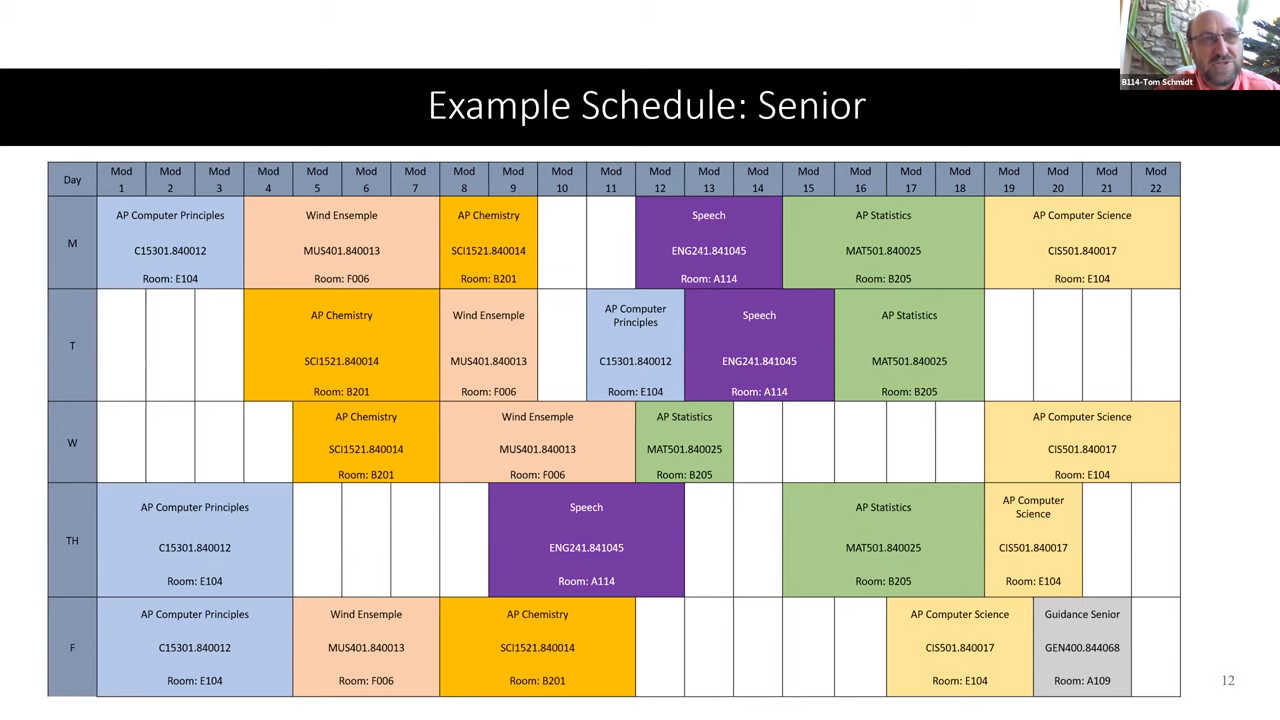 B114-Tom Schmidt
Example Schedule: Senior
Day Mod 1 Mod 2 Mod 3 Mod 4 Mod 5 Mod 6 Mod 7 Mod 8 Mod 9 Mod 10 Mod 11 Mod 12 Mod 13 Mod 14 Mod 15 Mod 16 Mod 17 Mod 18 Mod 19 Mod 20 Mod 21 Mod 22
M
AP Computer Principles
C15301.840012
Room: E104
Wind Ensemble
MUS401.840013
Room: F006
AP Chemistry
SCI1521.840014
Room: B201
Speech
ENG241.841045
Room: A114
AP Statistics
MAT501.840025
Room: B205
AP Computer Science
CIS501.840017
Room: E104
T
AP Chemistry
SCI1521.840014
Room: B201
Wind Ensemble
MUS401.840013
Room: F006
AP Computer
Principles
C15301.840012
Room: E104
Speech
ENG241.841045
Room: A114
AP Statistics
MAT501.840025
Room: B205
W
AP Chemistry
SCI1521.840014
Room: B201
Wind Ensemble
MUS401.840013
Room: F006
AP Statistics
MAT501.840025
Room: B205
AP Computer Science
CIS501.840017
Room: E104
TH
AP Computer Principles
C15301.840012
Room: E104
Speech
ENG241.841045
Room: A114
AP Statistics
MAT501.840025
Room: B205
AP Computer
Science
CIS501.840017
Room: E104
F
AP Computer Principles
C15301.840012
Room: E104
Wind Ensemble
MUS401.840013
Room: F006
AP Chemistry
SCI1521.840014
Room: B201
AP Computer Science
CIS501.840017
Room: E104
Guidance Senior
GEN400.844068
Room: A109
12